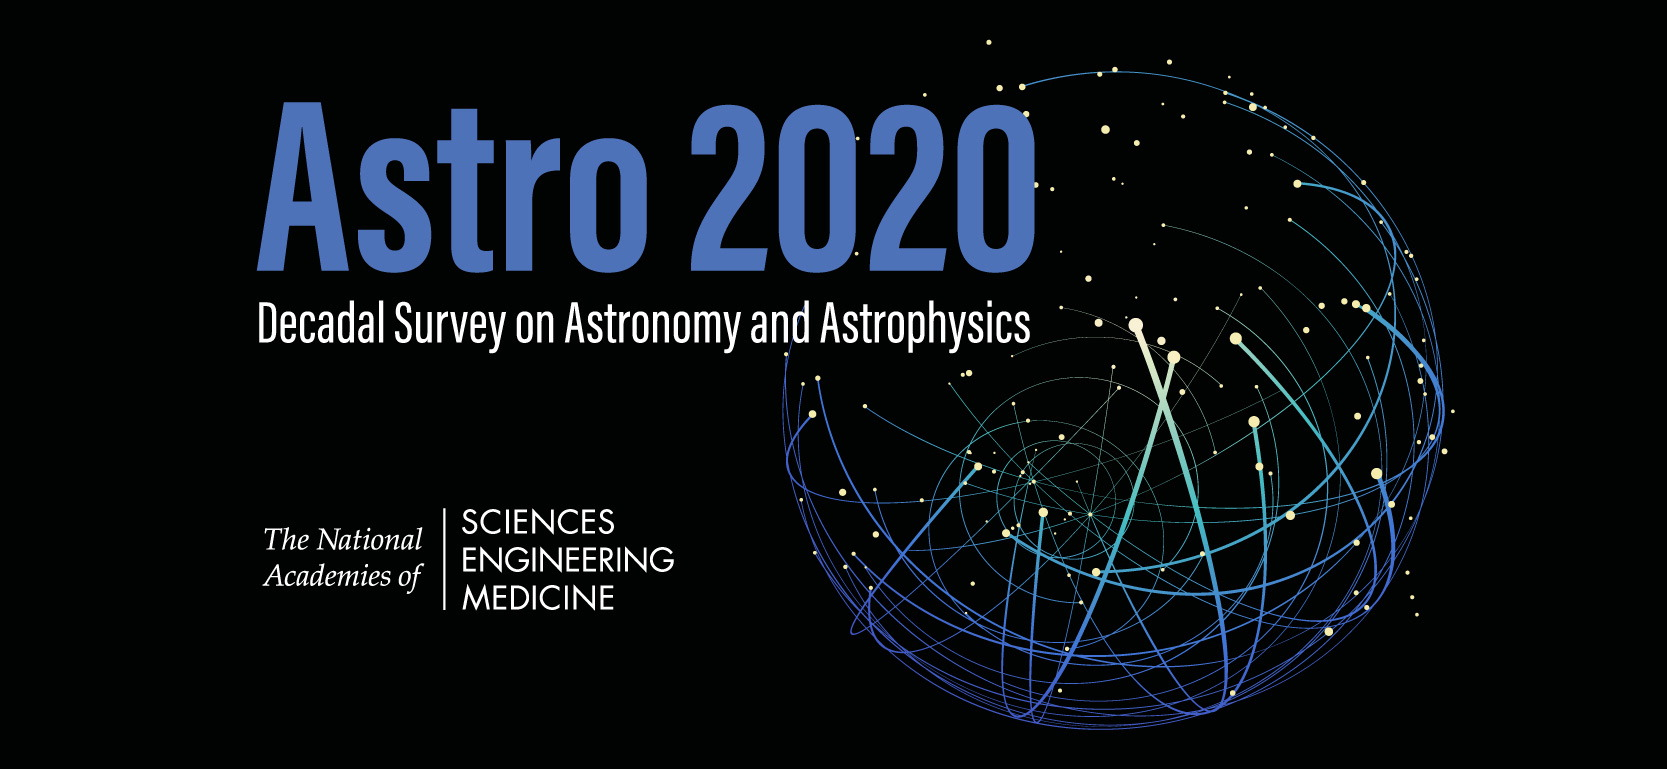 Astro 2020
Decadal Survey on Astronomy and Astrophysics
The National
Academies of
SCIENCES
ENGINEERING
MEDICINE